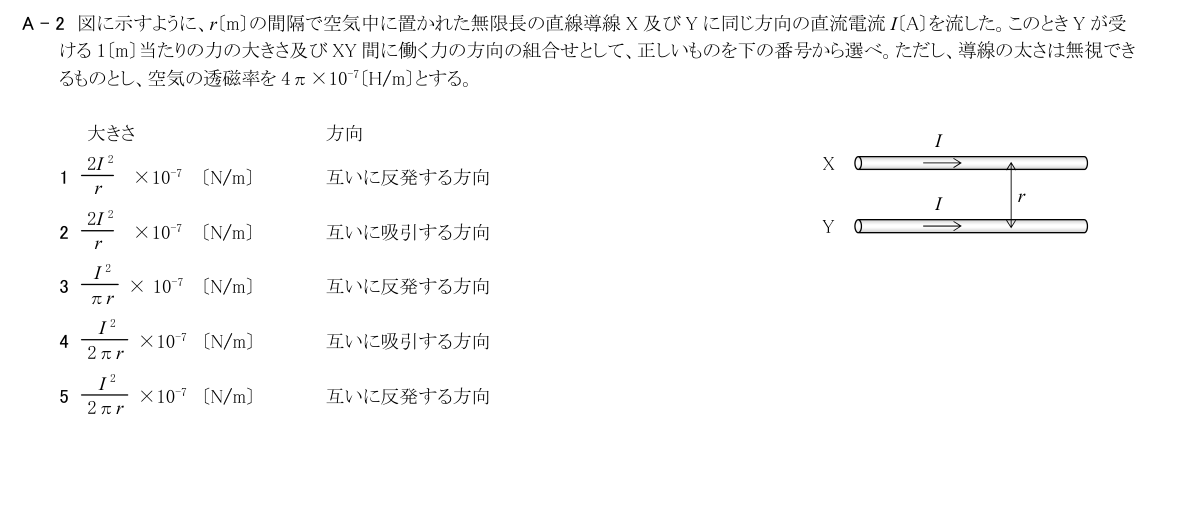 A－2 図に示すように、r〔m〕の間隔で空気中に置かれた無限長の直線導線 X 及び Y に同じ方向の直流電流 I〔A〕を流した。このとき Y が受
ける 1〔m〕当たりの力の大きさ及び XY 間に働く力の方向の組合せとして、正しいものを下の番号から選べ。ただし、導線の太さは無視でき
るものとし、空気の透磁率を 4π×10⁻⁷〔H/m〕とする。
大きさ 方向
1 2I²/r ×10⁻⁷ 〔N/m〕 互いに反発する方向
2 2I²/r ×10⁻⁷ 〔N/m〕 互いに吸引する方向
3 I²/πr × 10⁻⁷ 〔N/m〕 互いに反発する方向
4 I²/2πr ×10⁻⁷ 〔N/m〕 互いに吸引する方向
5 I²/2πr ×10⁻⁷ 〔N/m〕 互いに反発する方向
I
X
r
I
Y